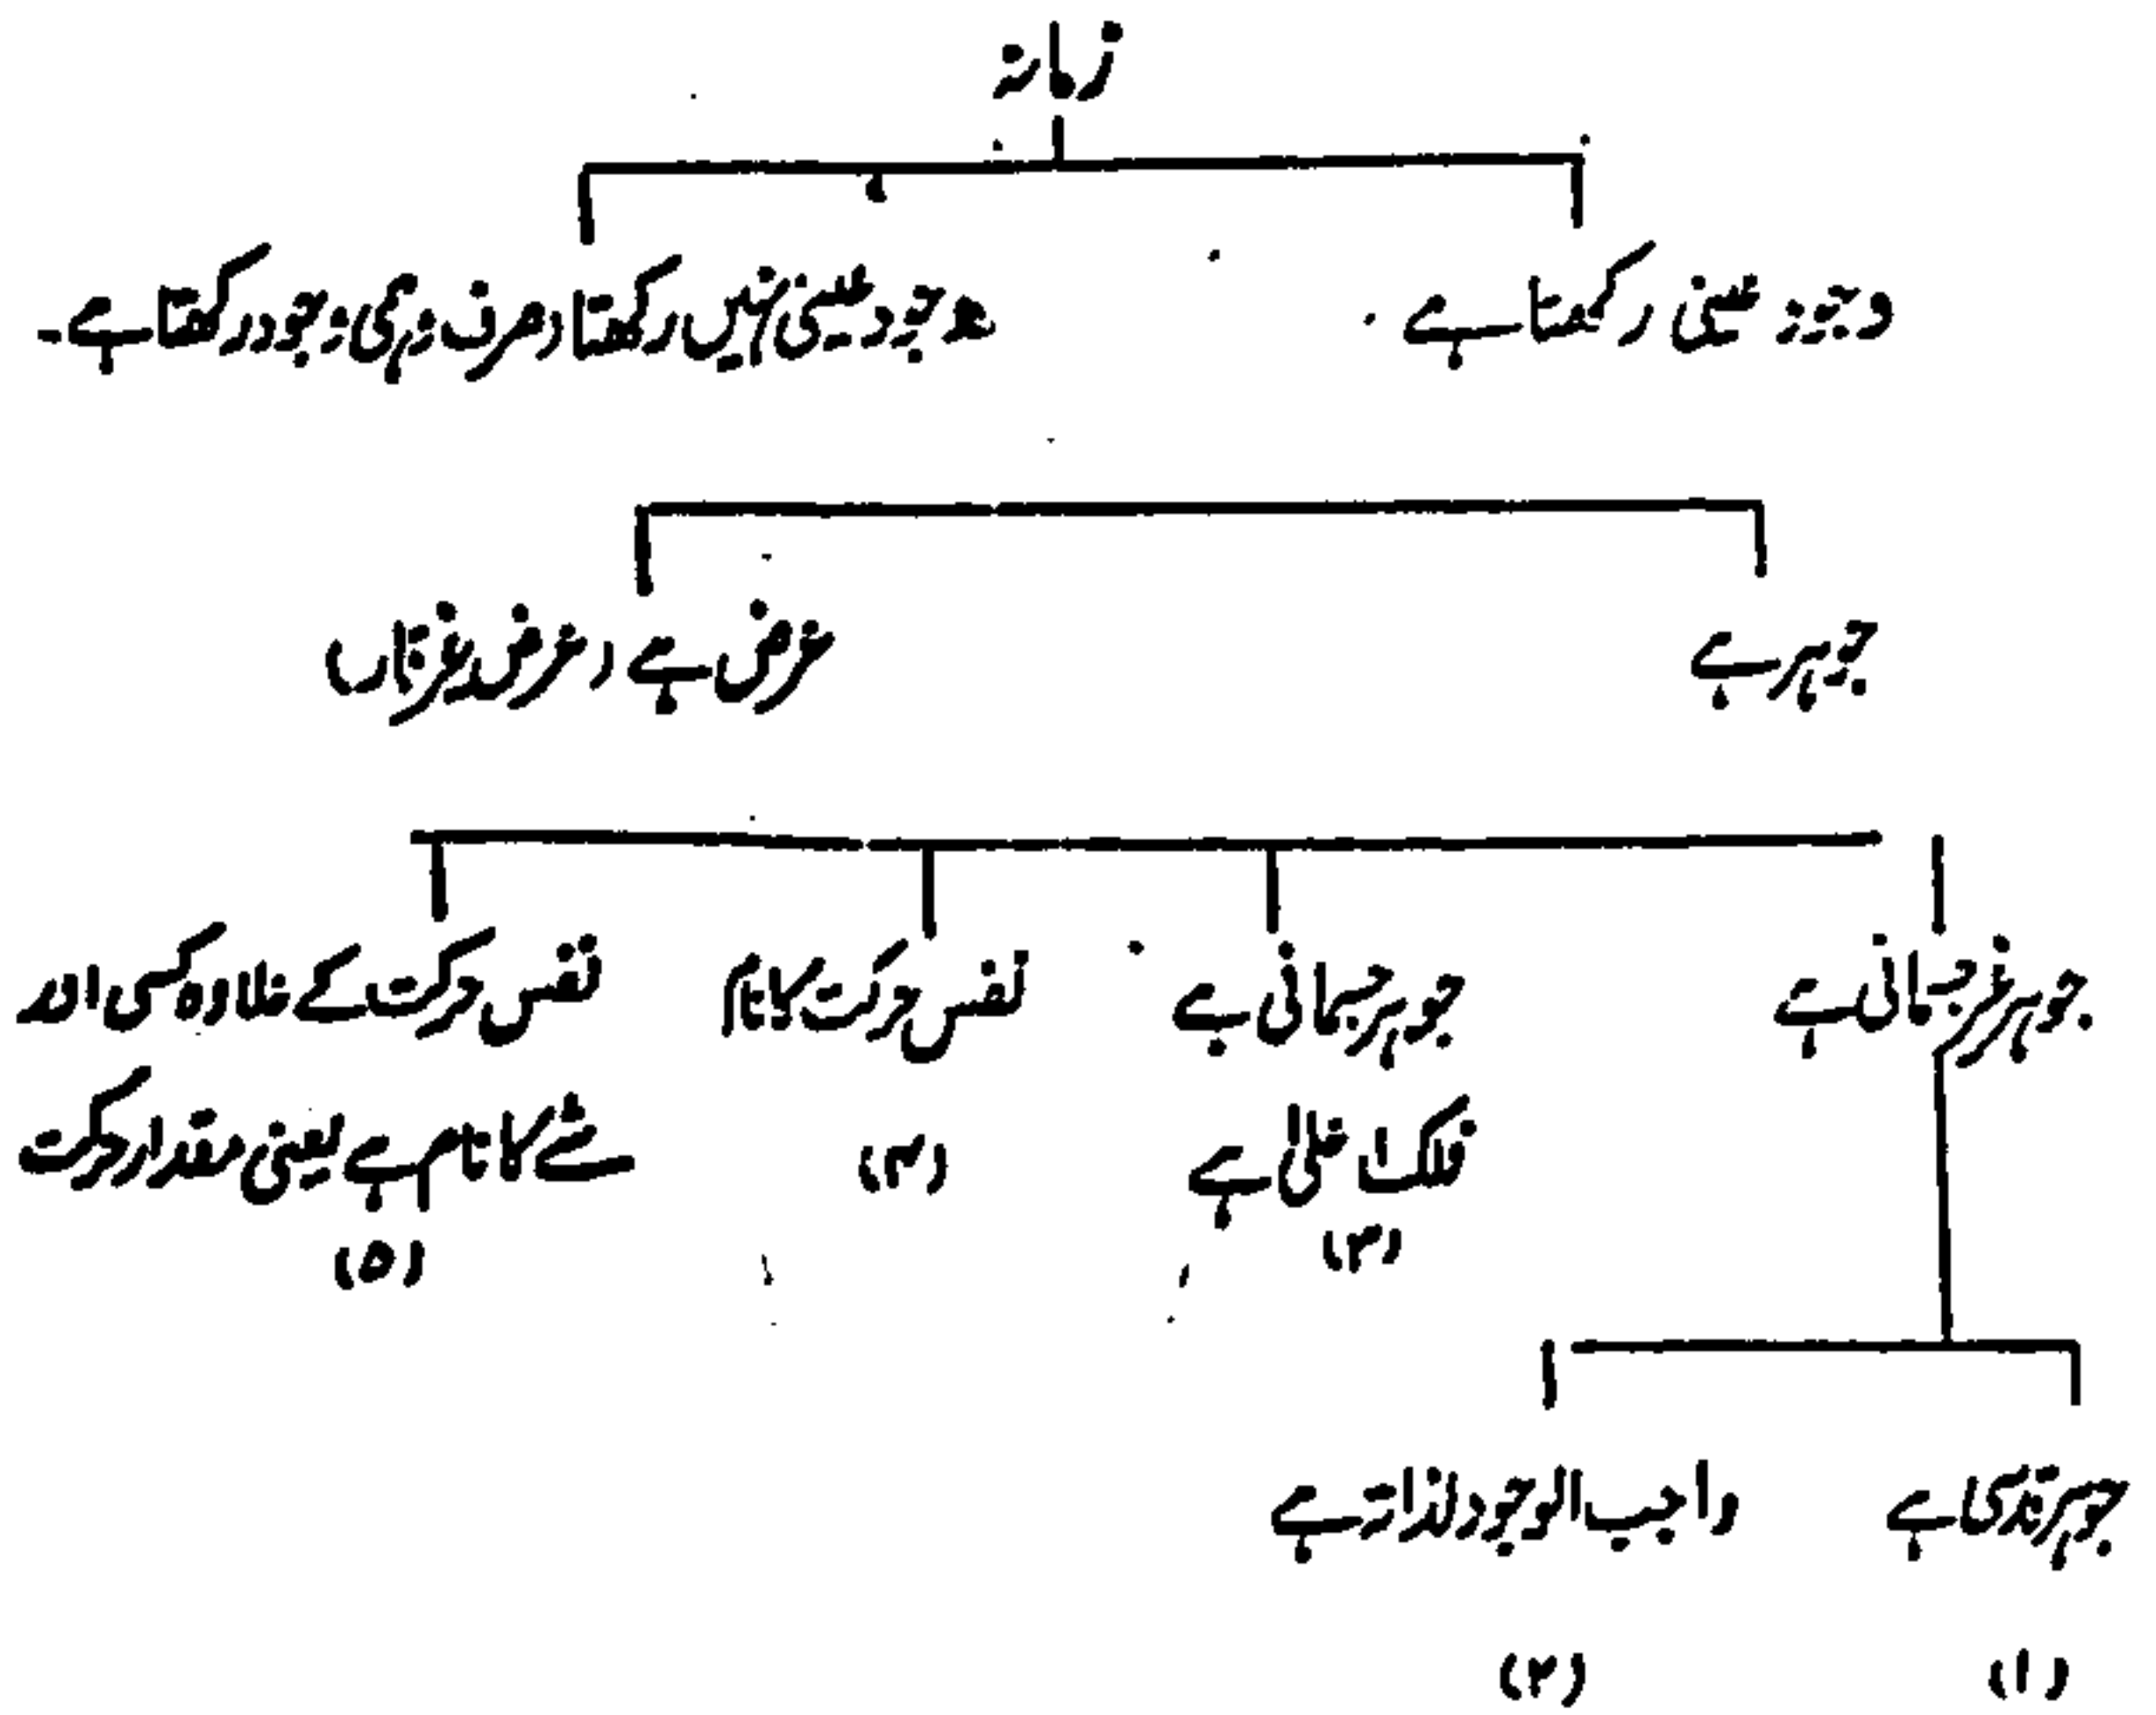 زمانہ
وجود عینی رکھتا ہے
وجود عینی نہیں رکھتا (صرف ذہنی وجود رکھتا ہے۔
جوہر ہے
عرض ہے (عرض غیر قار)
جوہر غیر جسمانی ہے
جوہر جسمانی ہے
نفس حرکت کا نام
نفس حرکت کے علاوہ کسی اور
فلک اعلیٰ ہے
(۳)
(۴)
شے کا نام ہے یعنی مقدار حرکت
(۵)
جوہر ہے
واجب الوجود لذاتہ ہے
(۱)
(۲)